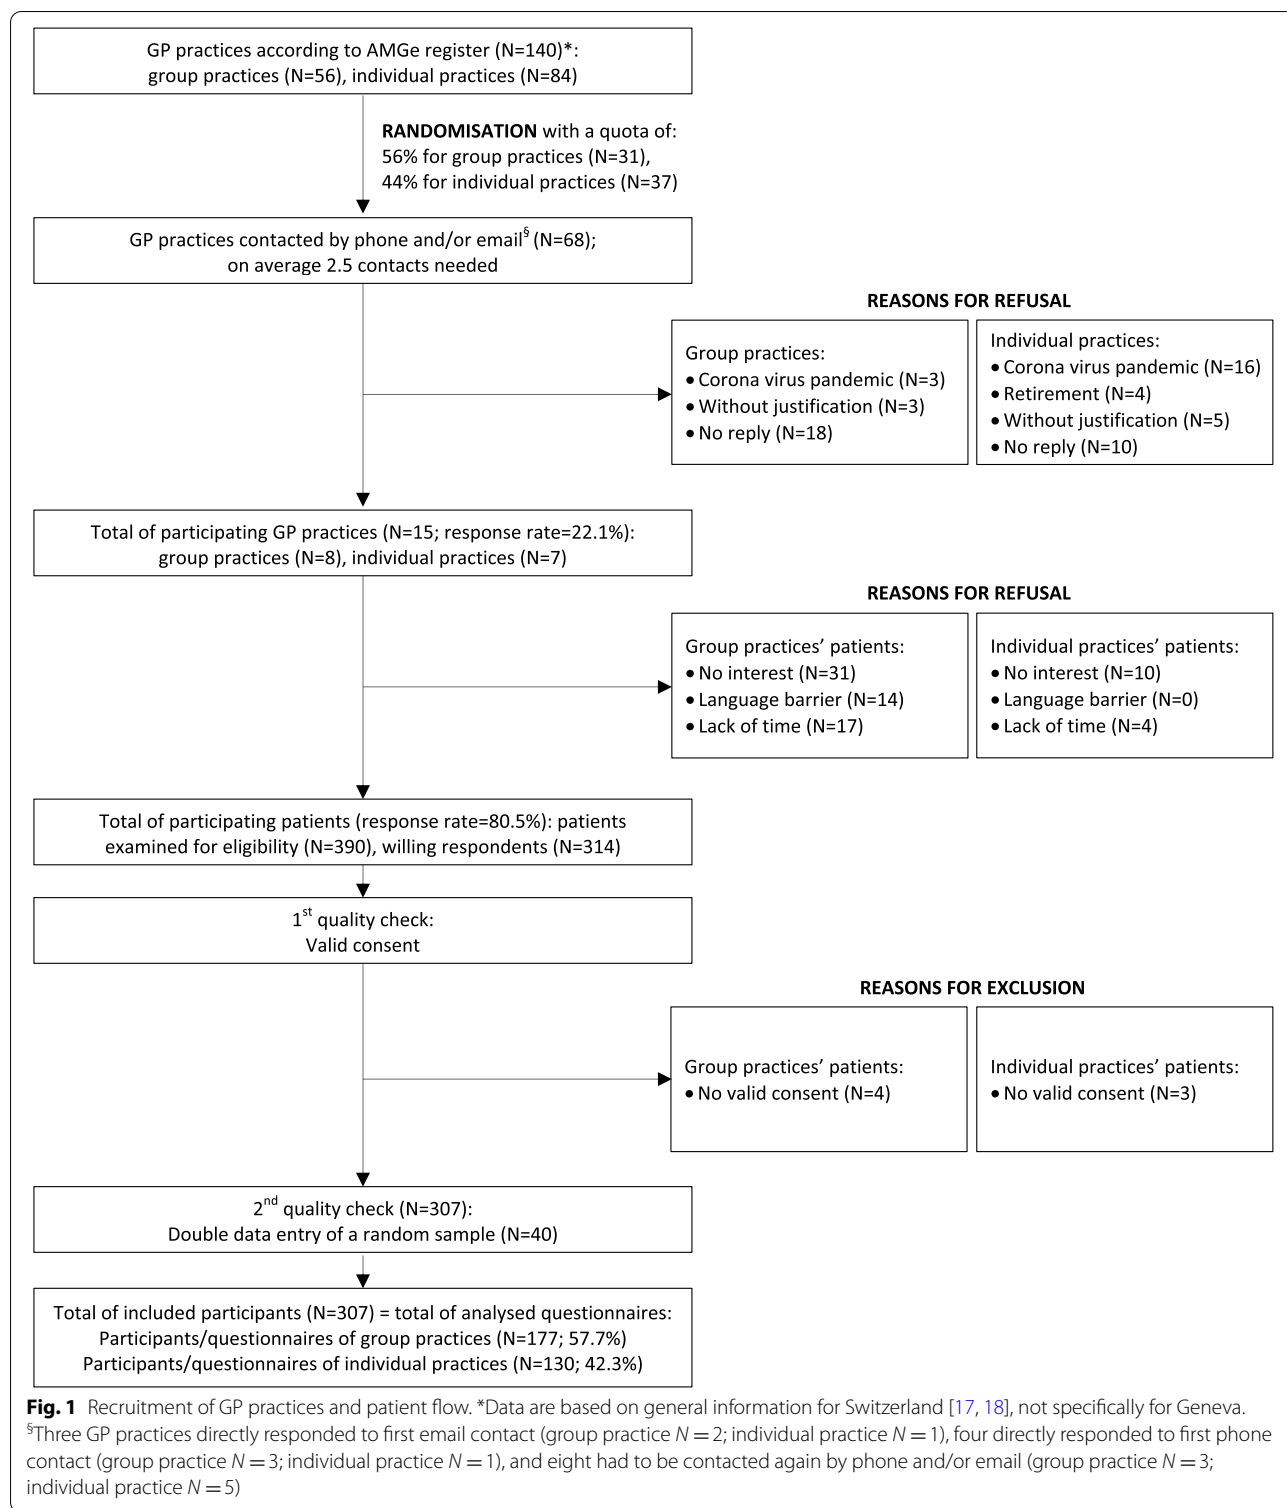 GP practices according to AMGe register (N=140)*:
group practices (N=56), individual practices (N=84)
RANDOMISATION with a quota of:
56% for group practices (N=31),
44% for individual practices (N=37)
GP practices contacted by phone and/or email§ (N=68);
on average 2.5 contacts needed
REASONS FOR REFUSAL
Group practices:
• Corona virus pandemic (N=3)
• Without justification (N=3)
• No reply (N=18)
Individual practices:
• Corona virus pandemic (N=16)
• Retirement (N=4)
• Without justification (N=5)
• No reply (N=10)
Total of participating GP practices (N=15; response rate=22.1%):
group practices (N=8), individual practices (N=7)
REASONS FOR REFUSAL
Group practices’ patients:
• No interest (N=31)
• Language barrier (N=14)
• Lack of time (N=17)
Individual practices’ patients:
• No interest (N=10)
• Language barrier (N=0)
• Lack of time (N=4)
Total of participating patients (response rate=80.5%): patients
examined for eligibility (N=390), willing respondents (N=314)
1st quality check:
Valid consent
REASONS FOR EXCLUSION
Group practices’ patients:
• No valid consent (N=4)
Individual practices’ patients:
• No valid consent (N=3)
2nd quality check (N=307):
Double data entry of a random sample (N=40)
Total of included participants (N=307) = total of analysed questionnaires:
Participants/questionnaires of group practices (N=177; 57.7%)
Participants/questionnaires of individual practices (N=130; 42.3%)
Fig. 1 Recruitment of GP practices and patient flow. *Data are based on general information for Switzerland [17, 18], not specifically for Geneva.
§Three GP practices directly responded to first email contact (group practice N = 2; individual practice N = 1), four directly responded to first phone
contact (group practice N = 3; individual practice N = 1), and eight had to be contacted again by phone and/or email (group practice N = 3;
individual practice N = 5)